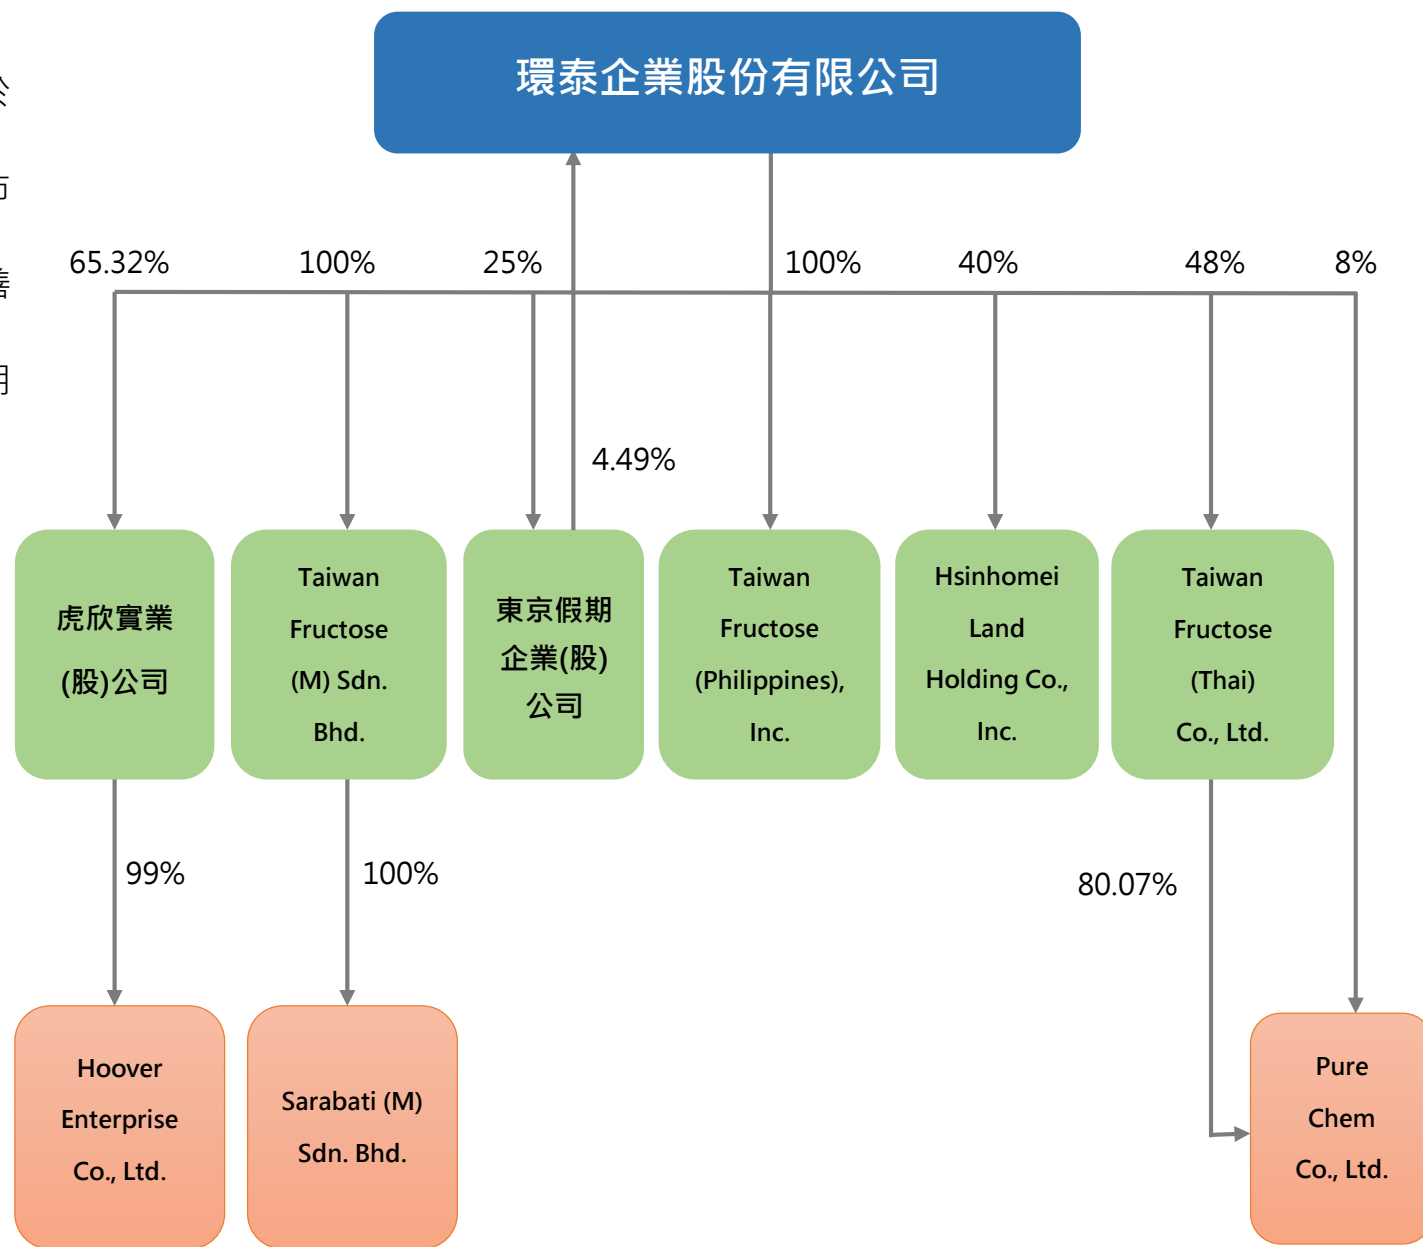 環泰企業股份有限公司
65.32%
100%
25%
100%
40%
48%
8%
4.49%
虎欣實業
(股)公司
Taiwan
Fructose
(M) Sdn.
Bhd.
東京假期
企業(股)
公司
Taiwan
Fructose
(Philippines),
Inc.
Hsinhomei
Land
Holding Co.,
Inc.
Taiwan
Fructose
(Thai)
Co., Ltd.
99%
100%
80.07%
Hoover
Enterprise
Co., Ltd.
Sarabati (M)
Sdn. Bhd.
Pure
Chem
Co., Ltd.